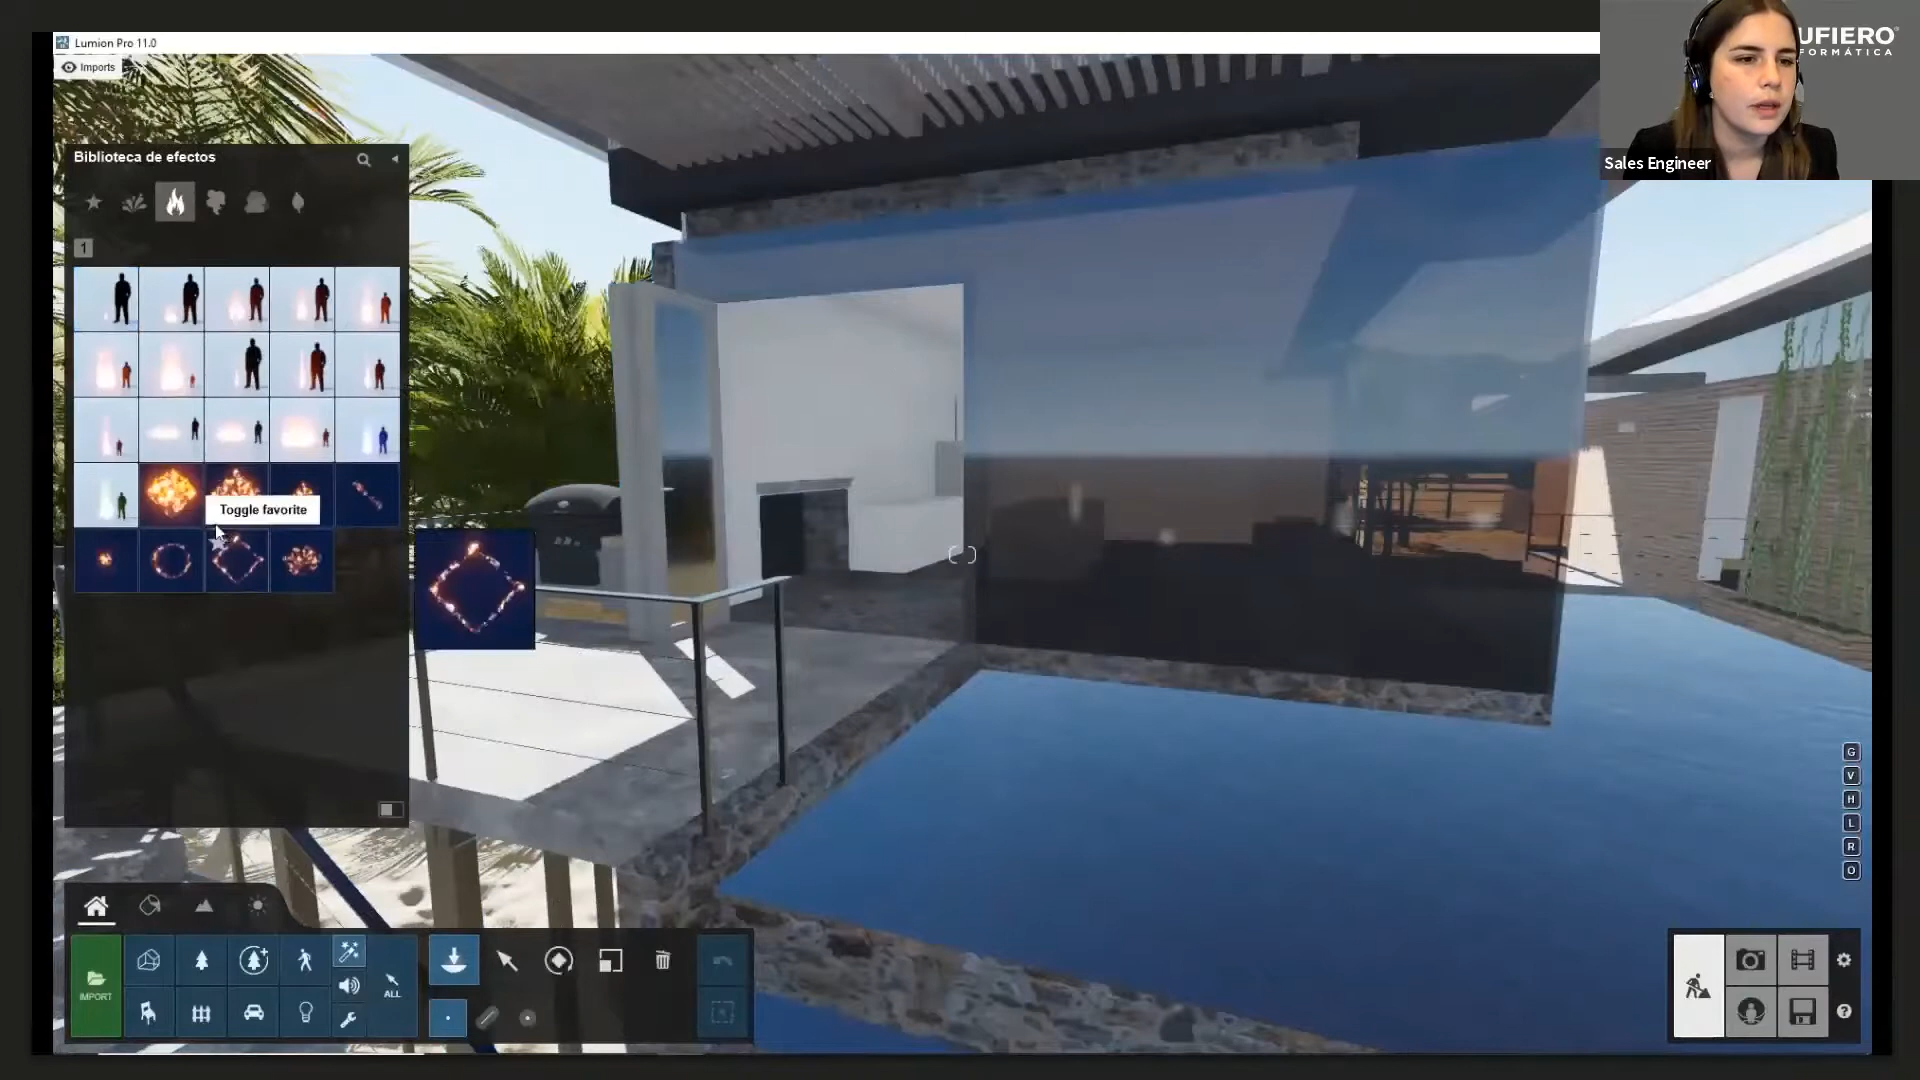 Lumion Pro 11.0
Imports
UFIERO®
FORMÁTICA
Sales Engineer
Biblioteca de efectos
1
Toggle favorite
G
V
H
L
R
O
IMPORT
ALL
?